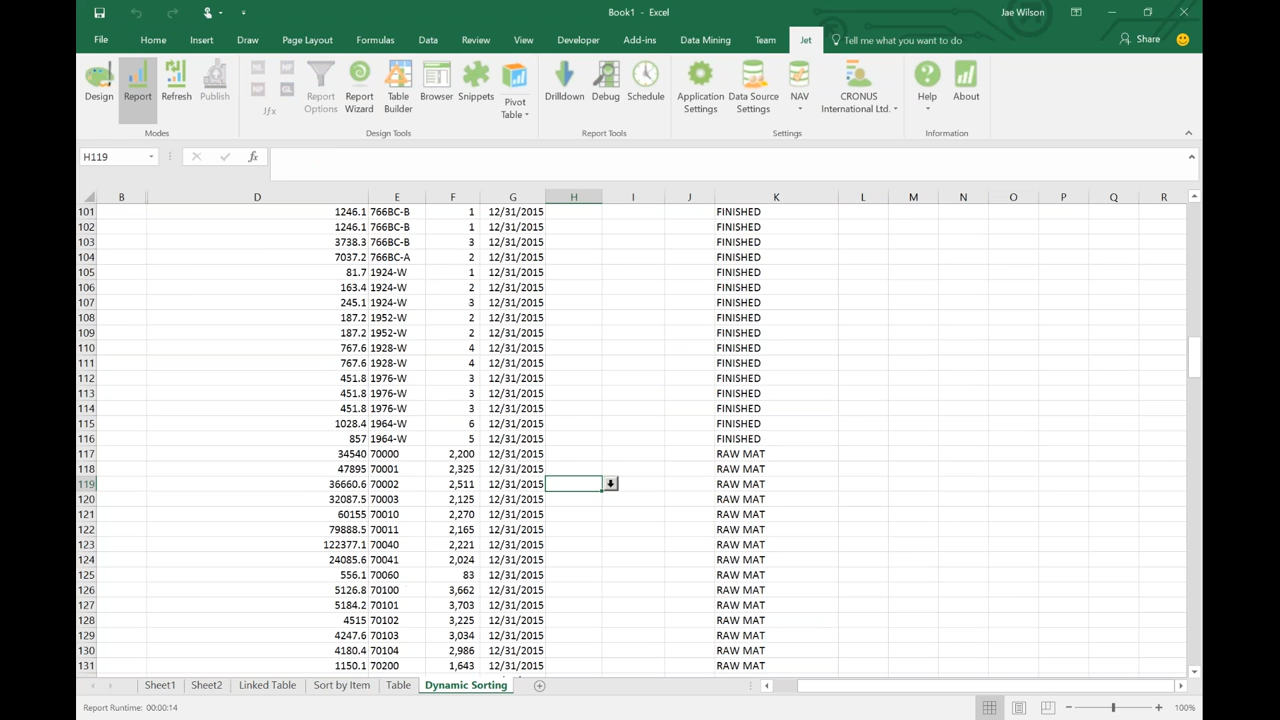 Book1 - Excel
Jae Wilson
File Home Insert Draw Page Layout Formulas Data Review View Developer Add-ins Data Mining Team Jet Tell me what you want to do Share
Design Report Refresh Publish NL NF NP GL Jfx Report Options Report Wizard Table Builder Browser Snippets Pivot Table Drilldown Debug Schedule Application Settings Data Source Settings NAV CRONUS International Ltd. Help About
Modes Design Tools Report Tools Settings Information
H119 fx
B D E F G H I J K L M N O P Q R
101 1246.1 766BC-B 1 12/31/2015 FINISHED
102 1246.1 766BC-B 1 12/31/2015 FINISHED
103 3738.3 766BC-B 3 12/31/2015 FINISHED
104 7037.2 766BC-A 2 12/31/2015 FINISHED
105 81.7 1924-W 1 12/31/2015 FINISHED
106 163.4 1924-W 2 12/31/2015 FINISHED
107 245.1 1924-W 3 12/31/2015 FINISHED
108 187.2 1952-W 2 12/31/2015 FINISHED
109 187.2 1952-W 2 12/31/2015 FINISHED
110 767.6 1928-W 4 12/31/2015 FINISHED
111 767.6 1928-W 4 12/31/2015 FINISHED
112 451.8 1976-W 3 12/31/2015 FINISHED
113 451.8 1976-W 3 12/31/2015 FINISHED
114 451.8 1976-W 3 12/31/2015 FINISHED
115 1028.4 1964-W 6 12/31/2015 FINISHED
116 857 1964-W 5 12/31/2015 FINISHED
117 34540 70000 2,200 12/31/2015 RAW MAT
118 47895 70001 2,325 12/31/2015 RAW MAT
119 36660.6 70002 2,511 12/31/2015 RAW MAT
120 32087.5 70003 2,125 12/31/2015 RAW MAT
121 60155 70010 2,270 12/31/2015 RAW MAT
122 79888.5 70011 2,165 12/31/2015 RAW MAT
123 122377.1 70040 2,221 12/31/2015 RAW MAT
124 24085.6 70041 2,024 12/31/2015 RAW MAT
125 556.1 70060 83 12/31/2015 RAW MAT
126 5126.8 70100 3,662 12/31/2015 RAW MAT
127 5184.2 70101 3,703 12/31/2015 RAW MAT
128 4515 70102 3,225 12/31/2015 RAW MAT
129 4247.6 70103 3,034 12/31/2015 RAW MAT
130 4180.4 70104 2,986 12/31/2015 RAW MAT
131 1150.1 70200 1,643 12/31/2015 RAW MAT
Sheet1 Sheet2 Linked Table Sort by Item Table Dynamic Sorting
Report Runtime: 00:00:14 100%